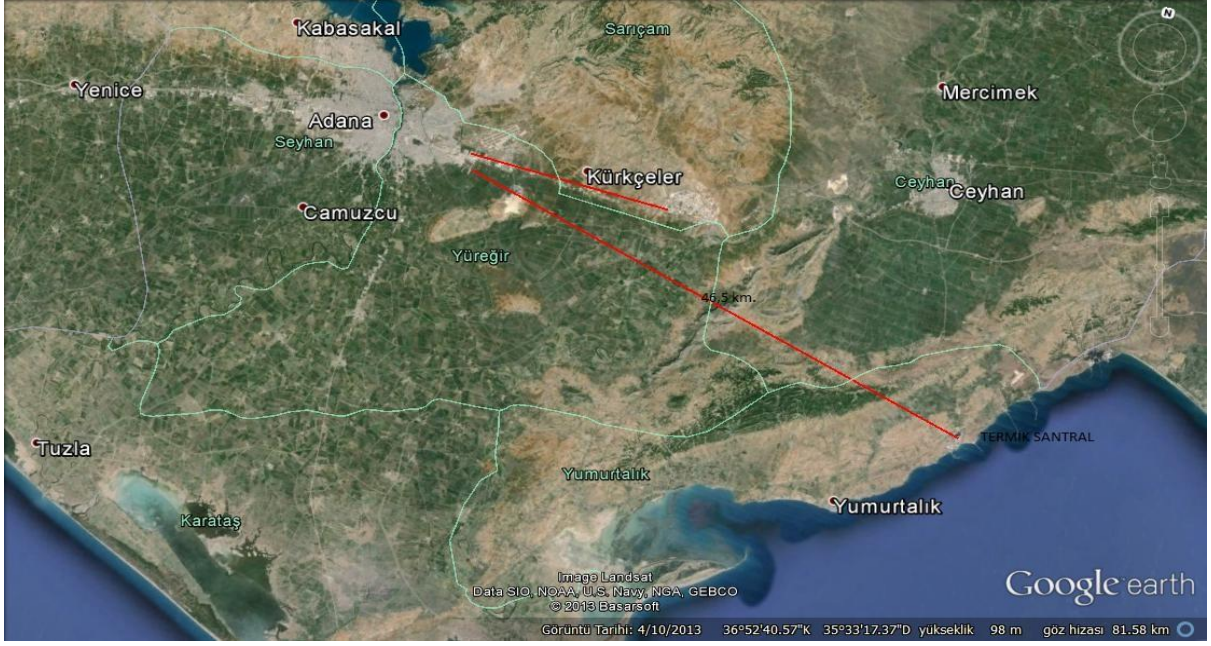 N
Kabasakal
Sarıçam
Yenice
Mercimek
Adana
Seyhan
Kürkçeler
Ceyhan
Ceyhan
Camuzcu
Yüreğir
46,5 km.
TERMİK SANTRAL
Tuzla
Yumurtalık
Yumurtalık
Karataş
Image Landsat
Data SIO, NOAA, U.S. Navy, NGA, GEBCO
© 2013 Basarsoft
Google earth
Görüntü Tarihi: 4/10/2013 36°52'40.57"K 35°33'17.37"D yükseklik 98 m göz hizası 81.58 km